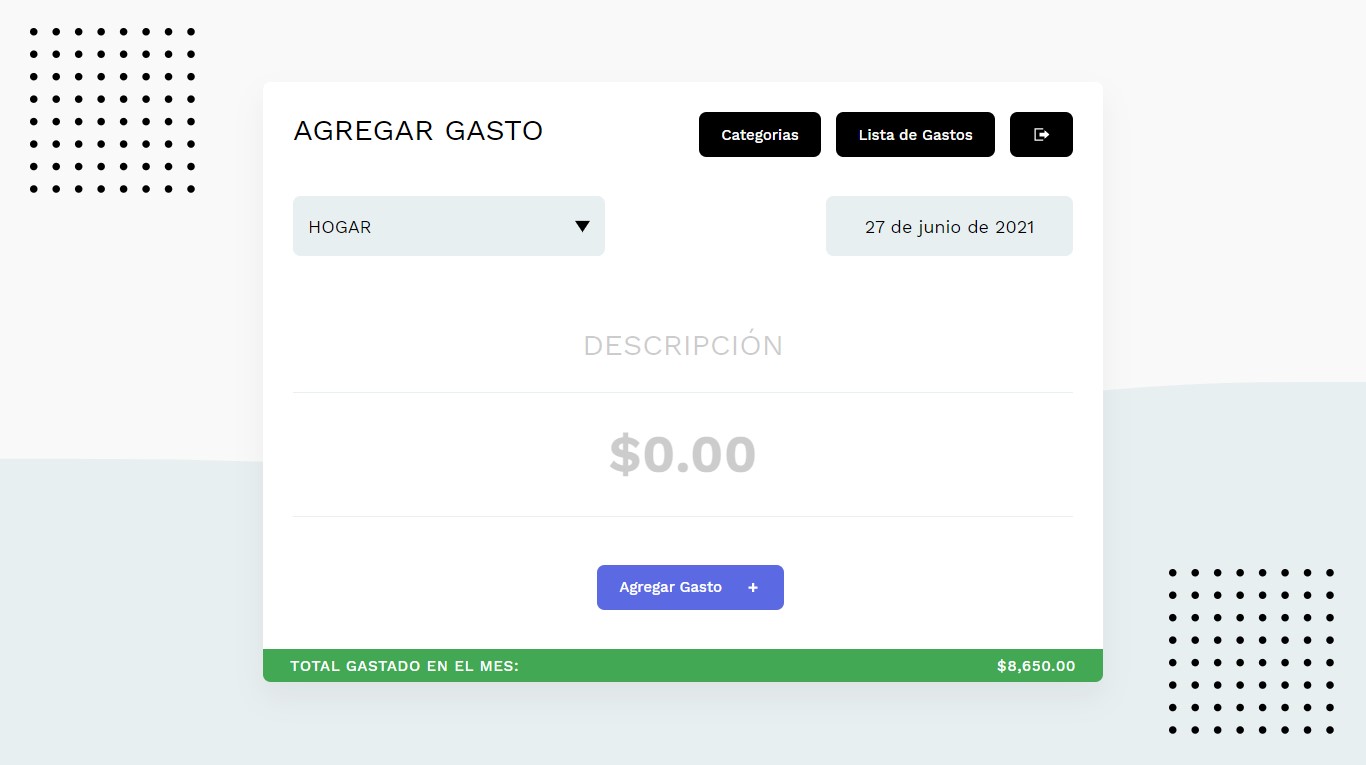 AGREGAR GASTO
Categorias
Lista de Gastos
HOGAR
27 de junio de 2021
DESCRIPCIÓN
$0.00
Agregar Gasto +
TOTAL GASTADO EN EL MES: $8,650.00